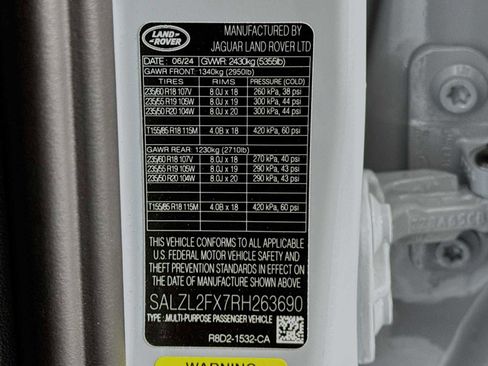 LAND-
ROVER
MFD. BY
JAGUAR LAND ROVER LTD
DATE : 06/24 GVWR: 2430kg (5355lb)
GAWR FRONT: 1340kg (2950lb)
TIRES RIMS PRESSURE (COLD)
235/60 R18 107V 8.0J x 18 260 kPa, 38 psi
235/55 R19 105W 8.0J x 19 300 kPa, 44 psi
235/50 R20 104W 8.0J x 20 300 kPa, 44 psi
T155/85 R18 115M 4.0B x 18 420 kPa, 60 psi
GAWR REAR: 1230kg (2710lb)
235/60 R18 107V 8.0J x 18 270 kPa, 40 psi
235/55 R19 105W 8.0J x 19 290 kPa, 43 psi
235/50 R20 104W 8.0J x 20 290 kPa, 43 psi
T155/85 R18 115M 4.0B x 18 420 kPa, 60 psi
THIS VEHICLE CONFORMS TO ALL APPLICABLE
U.S. FEDERAL MOTOR VEHICLE SAFETY AND
THEFT PREVENTION STANDARDS IN EFFECT ON
THE DATE OF MANUFACTURE SHOWN ABOVE
SALZL2FX7RH263690
TYPE : MULTI-PURPOSE PASSENGER VEHICLE
R8D2-1532-CA
WARNING